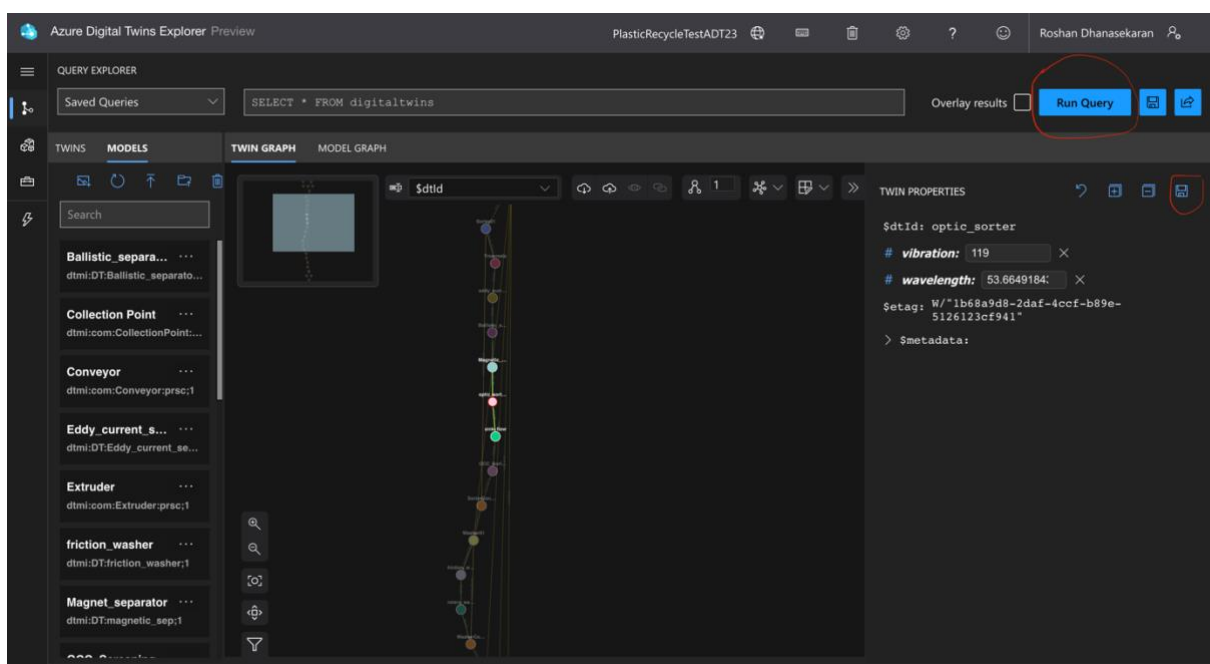 Azure Digital Twins Explorer Preview
PlasticRecycleTestADT23
?
Roshan Dhanasekaran
QUERY EXPLORER
Saved Queries
SELECT * FROM digitaltwins
Overlay results
Run Query
TWINS MODELS
TWIN GRAPH MODEL GRAPH
$dtId
1
TWIN PROPERTIES
Search
$dtId: optic_sorter
# vibration: 119
# wavelength: 53.6649184
$etag: W/"1b68a9d8-2daf-4ccf-b89e-
5126123cf941"
> $metadata:
Ballistic_separa... ...
dtmi:DT:Ballistic_separato...
Collection Point ...
dtmi:com:CollectionPoint:...
Conveyor ...
dtmi:com:Conveyor:prsc;1
Eddy_current_s... ...
dtmi:DT:Eddy_current_se...
Extruder ...
dtmi:com:Extruder:prsc;1
friction_washer ...
dtmi:DT:friction_washer;1
Magnet_separator ...
dtmi:DT:magnetic_sep;1